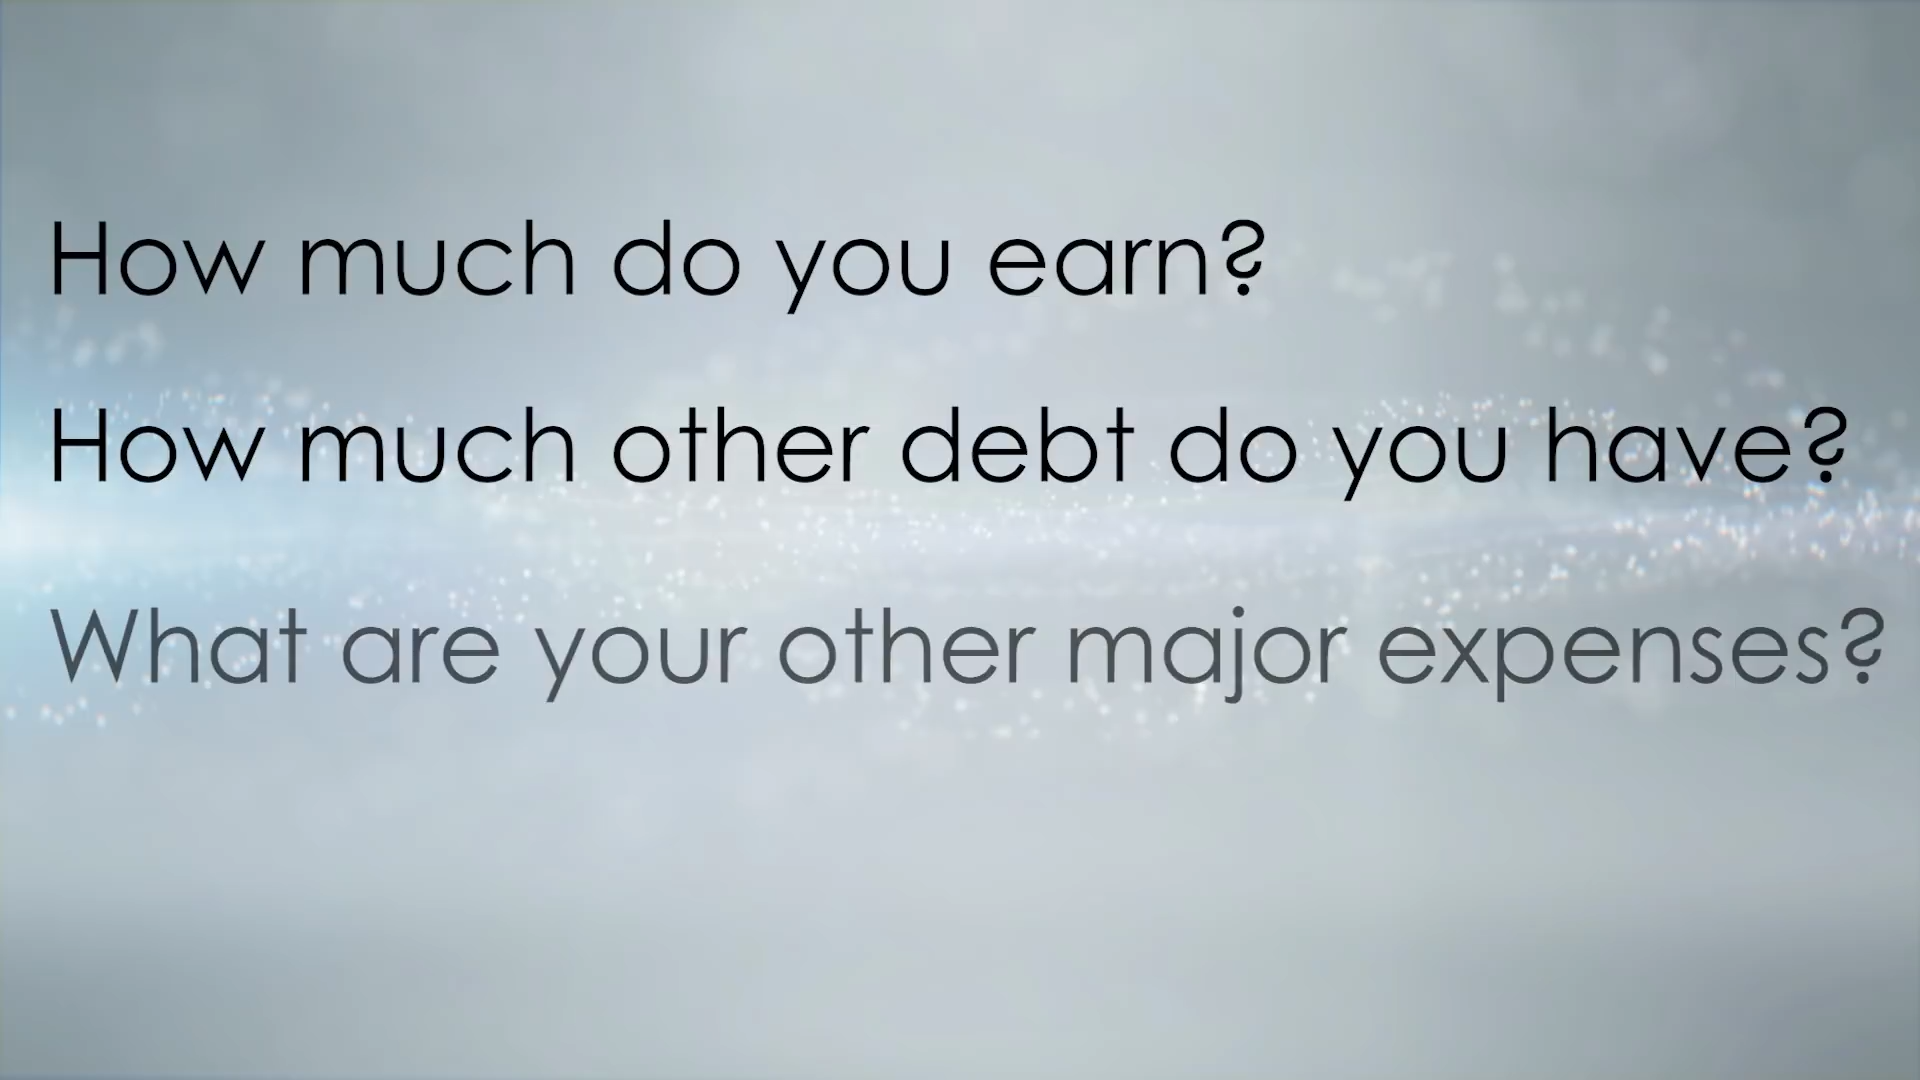 How much do you earn?
How much other debt do you have?
What are your other major expenses?